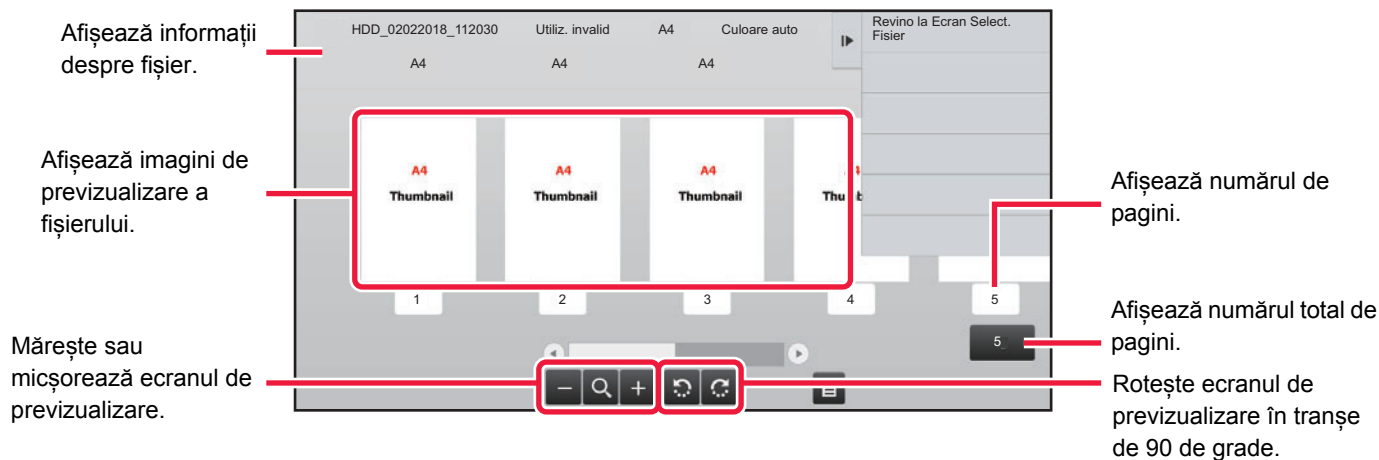 Afișează informații
despre fișier.
HDD_02022018_112030 Utiliz. invalid A4 Culoare auto
A4 A4 A4
Revino la Ecran Select.
Fisier
Afișează imagini de
previzualizare a
fișierului.
A4 A4 A4
Thumbnail Thumbnail Thumbnail
1 2 3 4 5
Afișează numărul de
pagini.
5
Afișează numărul total de
pagini.
Mărește sau
micșorează ecranul de
previzualizare.
Rotește ecranul de
previzualizare în tranșe
de 90 de grade.